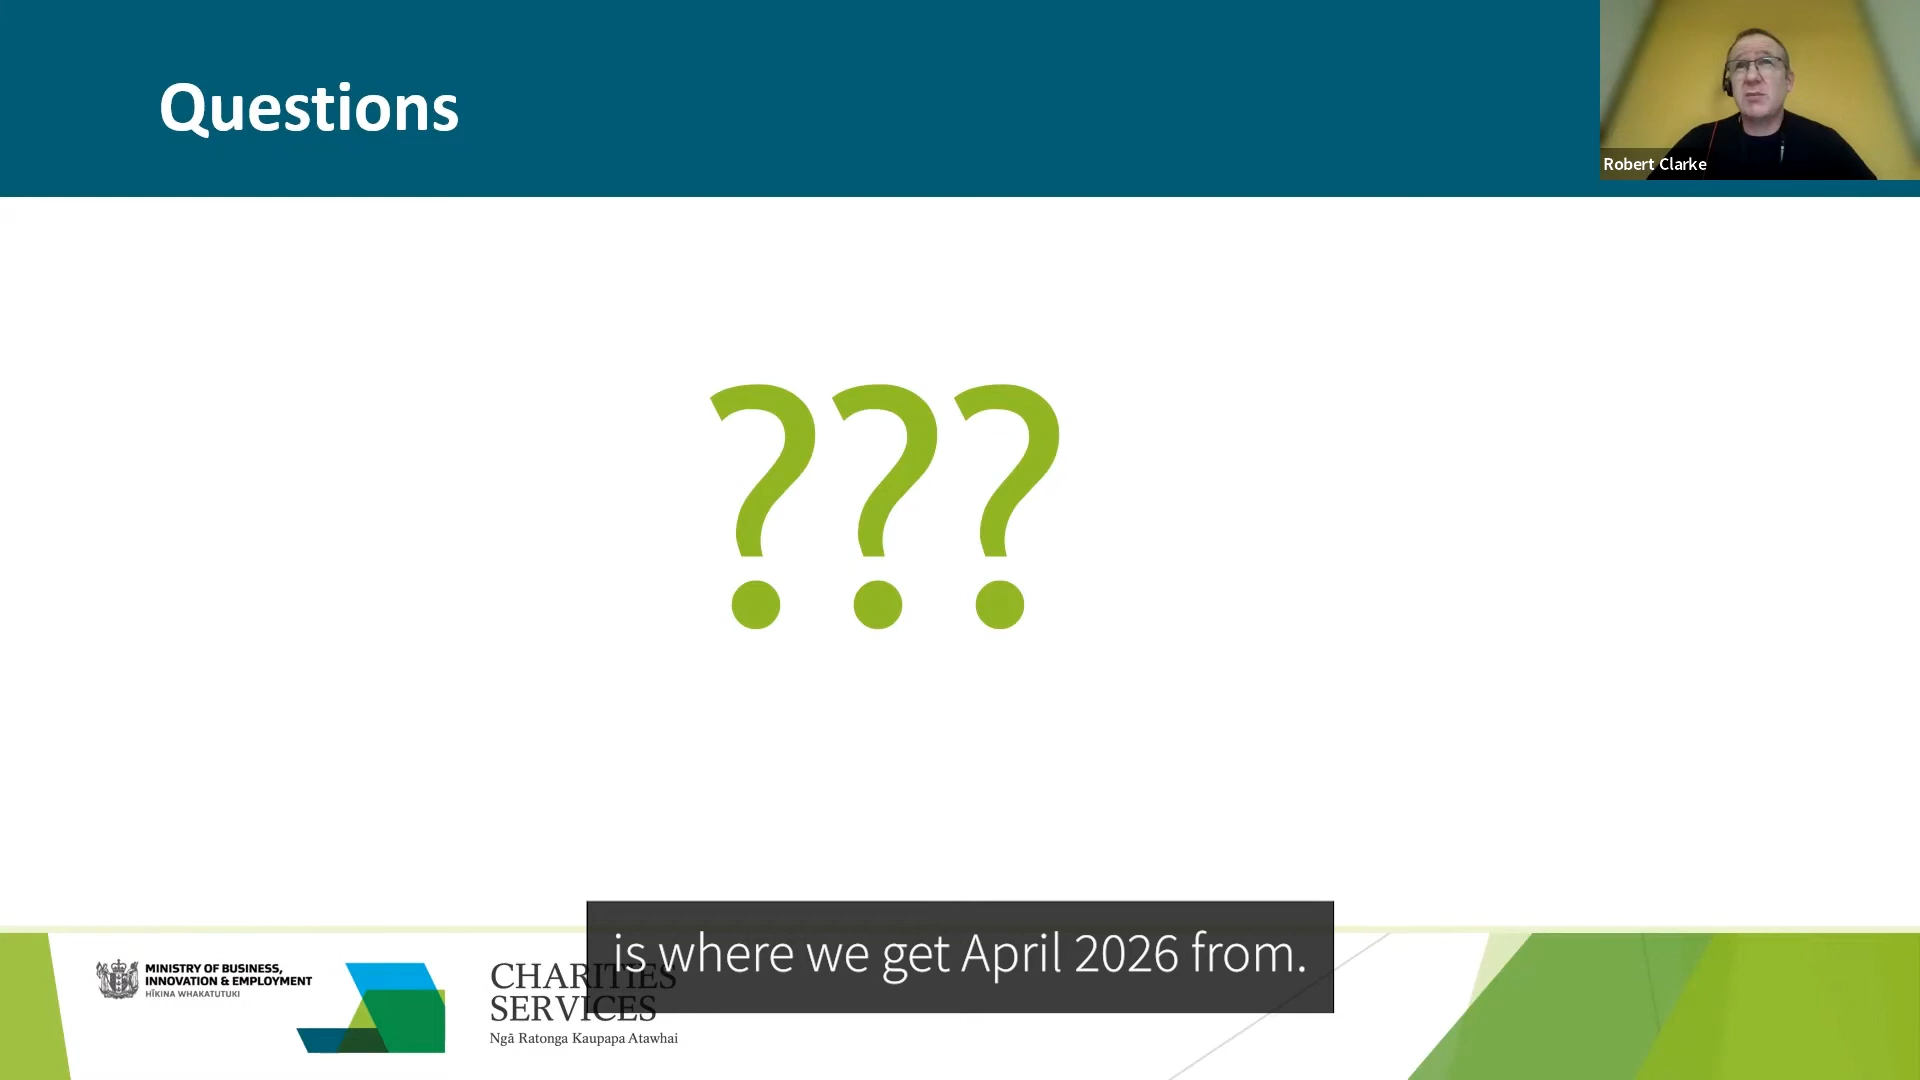 Questions
Robert Clarke
???
is where we get April 2026 from.
MINISTRY OF BUSINESS,
INNOVATION & EMPLOYMENT
HĪKINA WHAKATUTUKI
CHARITIES
SERVICES
Ngā Ratonga Kaupapa Atawhai